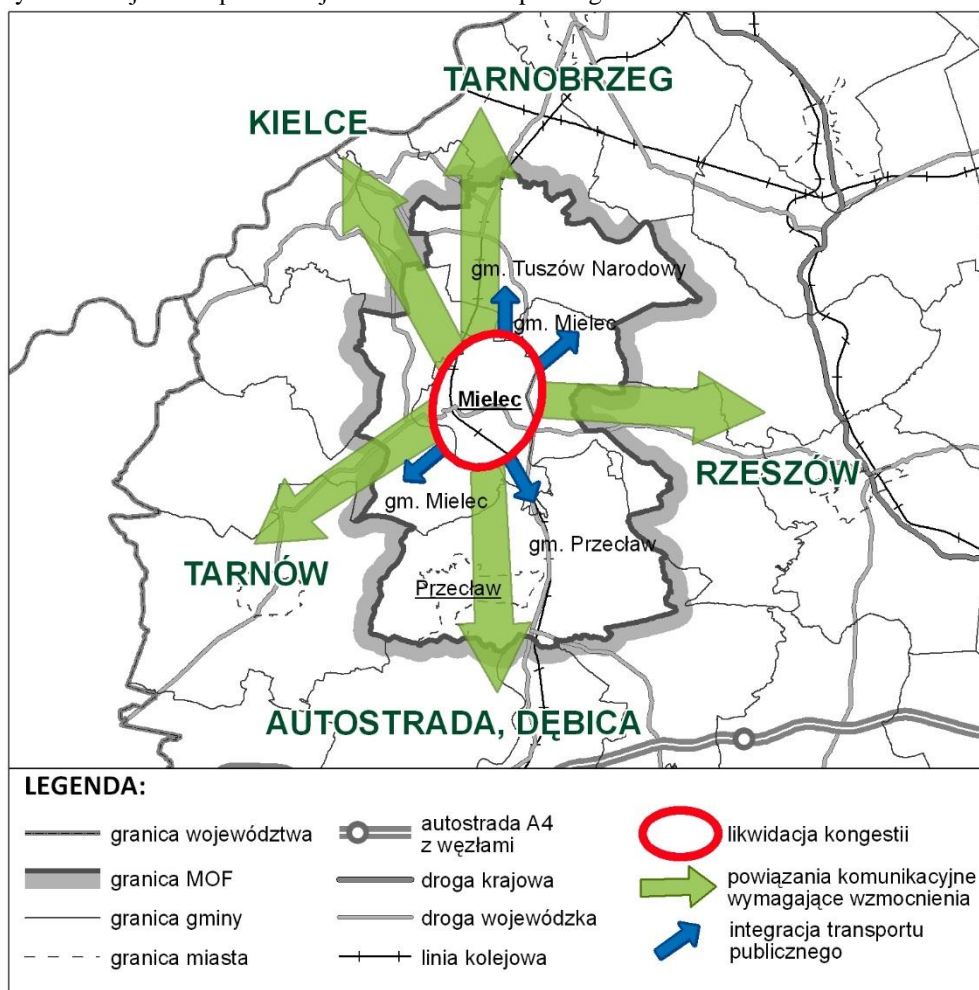 TARNOBRZEG
KIELCE
gm. Tuszów Narodowy
gm. Mielec
Mielec
RZESZÓW
gm. Mielec
gm. Przecław
TARNÓW
Przecław
AUTOSTRADA, DĘBICA
LEGENDA:
granica województwa
granica MOF
granica gminy
granica miasta
autostrada A4
z węzłami
droga krajowa
droga wojewódzka
linia kolejowa
likwidacja kongestii
powiązania komunikacyjne
wymagające wzmocnienia
integracja transportu
publicznego